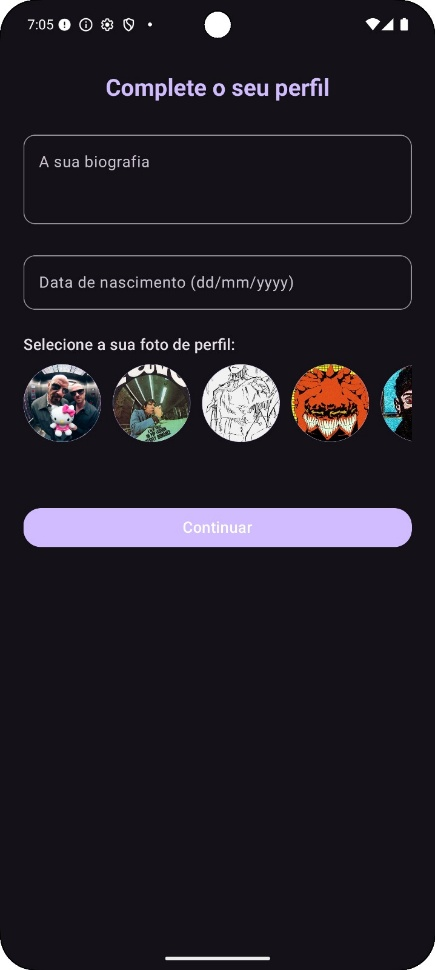 7:05
Complete o seu perfil
A sua biografia
Data de nascimento (dd/mm/yyyy)
Selecione a sua foto de perfil:
Continuar